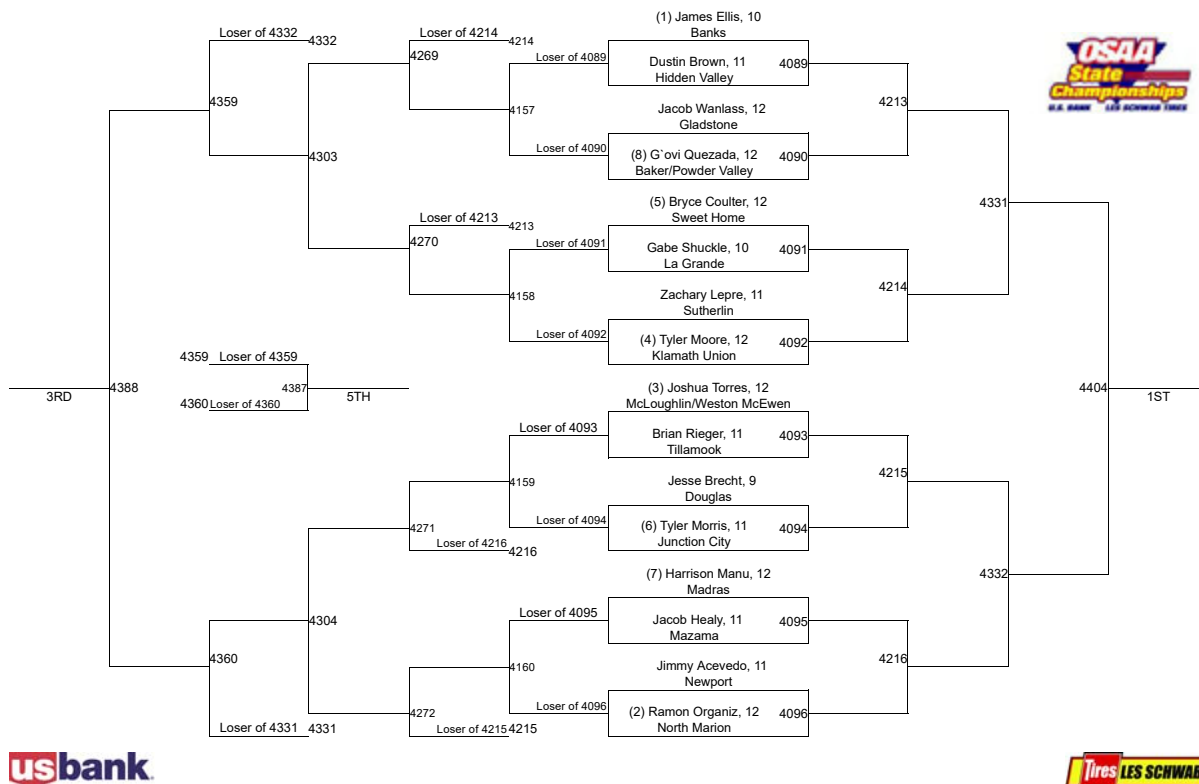 (1) James Ellis, 10
Banks
Loser of 4332
4332
Loser of 4214
4214
4269
Loser of 4089
Dustin Brown, 11
4089
Hidden Valley
OSAA
State
Championships
U.S. BANK LES SCHWAB TIRES
4359
4157
Jacob Wanlass, 12
4213
Gladstone
4303
Loser of 4090
(8) G`ovi Quezada, 12
4090
Baker/Powder Valley
(5) Bryce Coulter, 12
4331
Sweet Home
Loser of 4213
4213
4270
Loser of 4091
Gabe Shuckle, 10
4091
La Grande
4158
Zachary Lepre, 11
4214
Sutherlin
Loser of 4092
(4) Tyler Moore, 12
4092
Klamath Union
4359
Loser of 4359
3RD
4388
4387
5TH
4360
Loser of 4360
(3) Joshua Torres, 12
4404
1ST
McLoughlin/Weston McEwen
Loser of 4093
Brian Rieger, 11
4093
Tillamook
4159
Jesse Brecht, 9
4215
Douglas
4271
Loser of 4094
(6) Tyler Morris, 11
4094
Junction City
Loser of 4216
4216
(7) Harrison Manu, 12
4332
Madras
4304
Loser of 4095
Jacob Healy, 11
4095
Mazama
4360
4160
Jimmy Acevedo, 11
4216
Newport
4272
Loser of 4096
(2) Ramon Organiz, 12
4096
North Marion
Loser of 4331
4331
Loser of 4215
4215
usbank
Tires LES SCHWAB